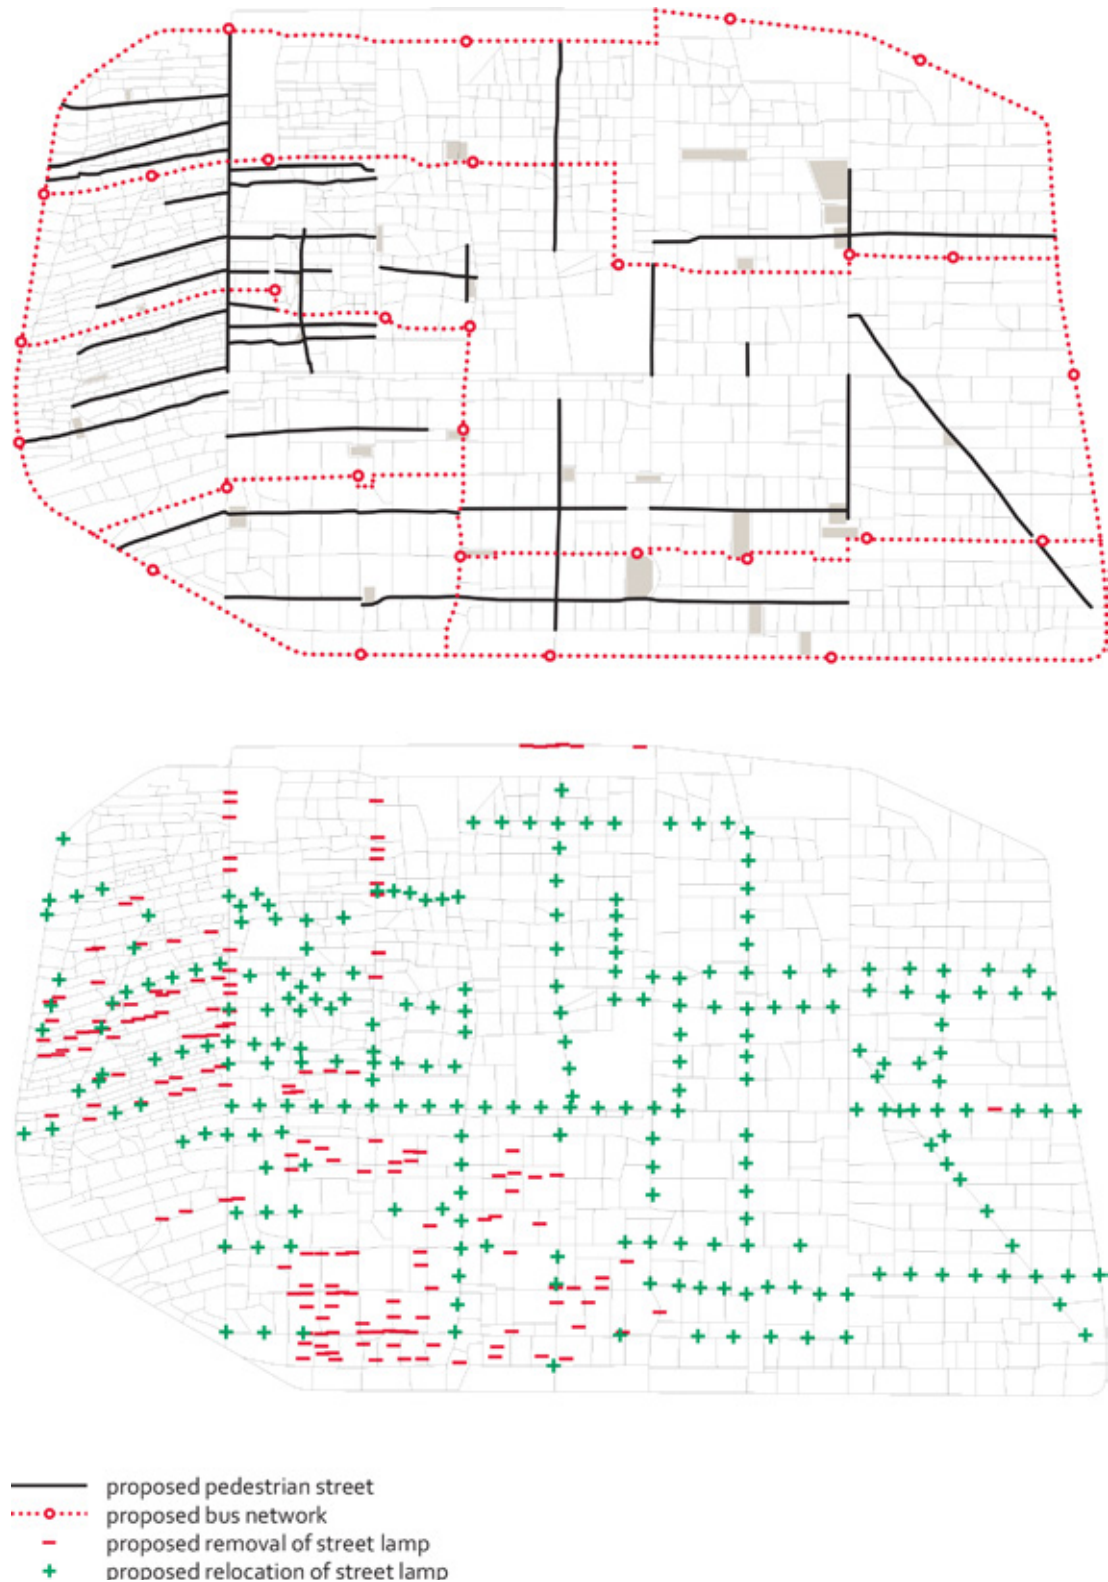 proposed pedestrian street
proposed bus network
proposed removal of street lamp
proposed relocation of street lamp